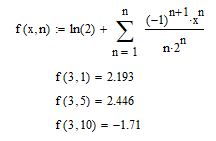 f(x,n) := ln(2) + ∑_{n=1}^{n} (-1)^{n+1}·x^n / n·2^n
f(3,1) = 2.193
f(3,5) = 2.446
f(3,10) = -1.71